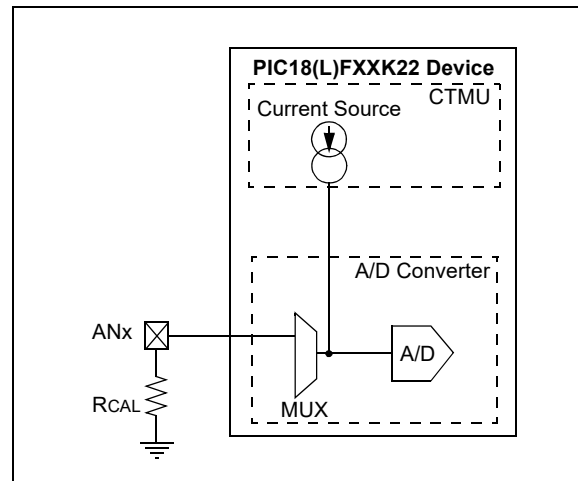 PIC18(L)FXXK22 Device
CTMU
Current Source
A/D Converter
ANx
A/D
RCAL
MUX